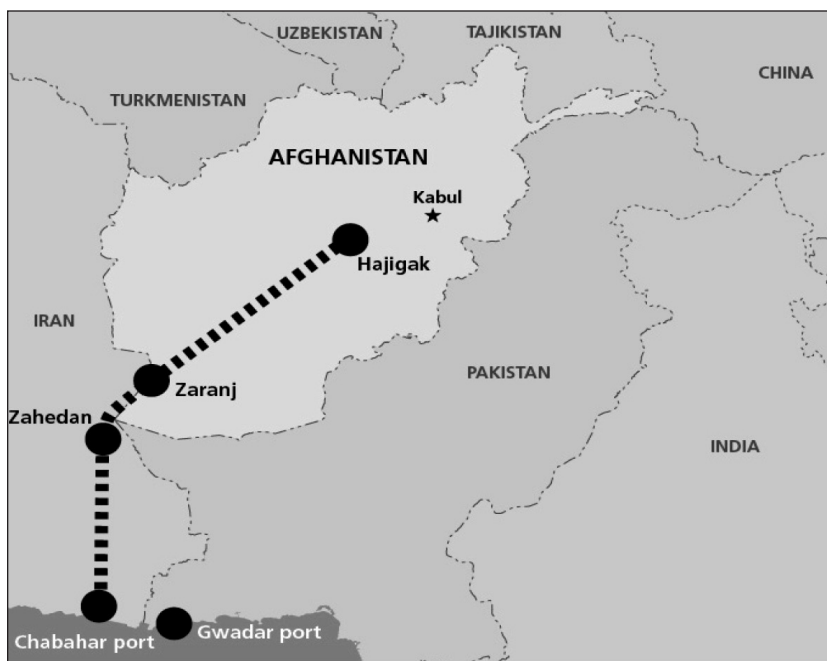 UZBEKISTAN
TAJIKISTAN
CHINA
TURKMENISTAN
AFGHANISTAN
Kabul
Hajigak
IRAN
PAKISTAN
Zaranj
Zahedan
INDIA
Chabahar port
Gwadar port